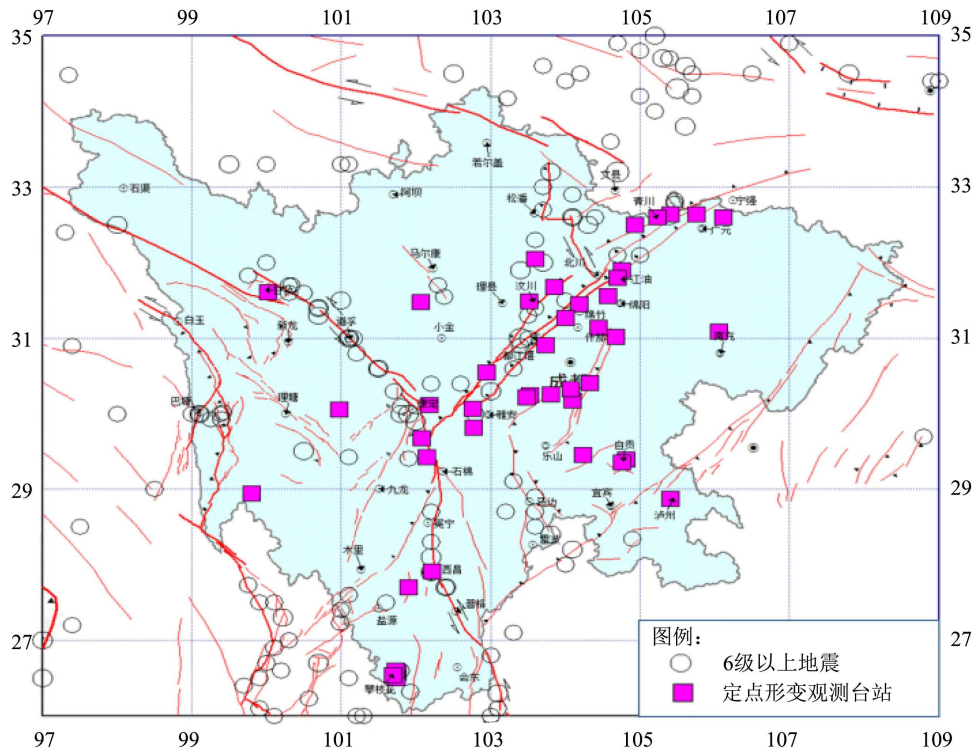 97 99 101 103 105 107 109
35 35
若尔盖
文县
33 石渠 阿坝 33
松潘 青川 宁强
广元
马尔康 北川
汶川 江油
理县 绵阳
白玉 新龙 道孚 小金 绵竹
31 什邡 31
都江堰 南充
成都
巴塘 理塘 康定 雅安
自贡
乐山
石棉
29 九龙 马边 宜宾 29
泸州
冕宁
雷波
木里 西昌
普格
盐源
27 27
会东
攀枝花
图例:
6级以上地震
定点形变观测台站
97 99 101 103 105 107 109